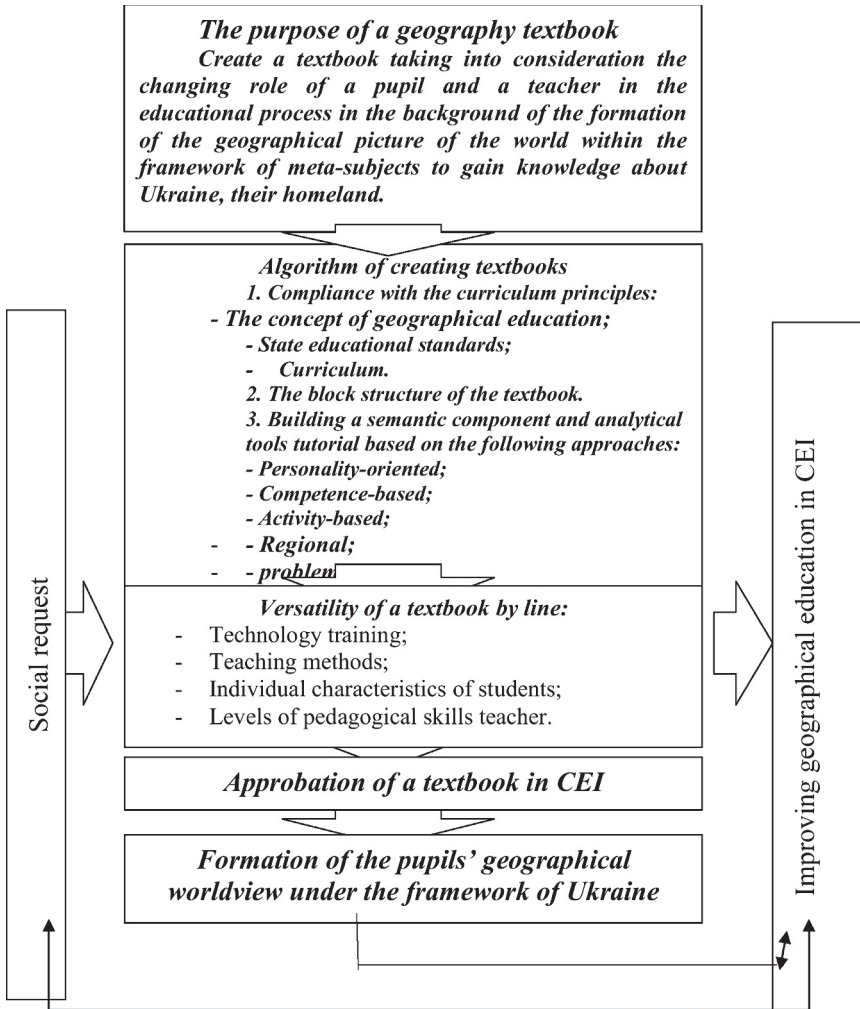 The purpose of a geography textbook
Create a textbook taking into consideration the
changing role of a pupil and a teacher in the
educational process in the background of the formation
of the geographical picture of the world within the
framework of meta-subjects to gain knowledge about
Ukraine, their homeland.
Algorithm of creating textbooks
1. Compliance with the curriculum principles:
- The concept of geographical education;
- State educational standards;
- Curriculum.
2. The block structure of the textbook.
3. Building a semantic component and analytical
tools tutorial based on the following approaches:
- Personality-oriented;
- Competence-based;
- Activity-based;
- - Regional;
- - problem
Social request
Versatility of a textbook by line:
- Technology training;
- Teaching methods;
- Individual characteristics of students;
- Levels of pedagogical skills teacher.
Approbation of a textbook in CEI
Formation of the pupils' geographical
worldview under the framework of Ukraine
Improving geographical education in CEI